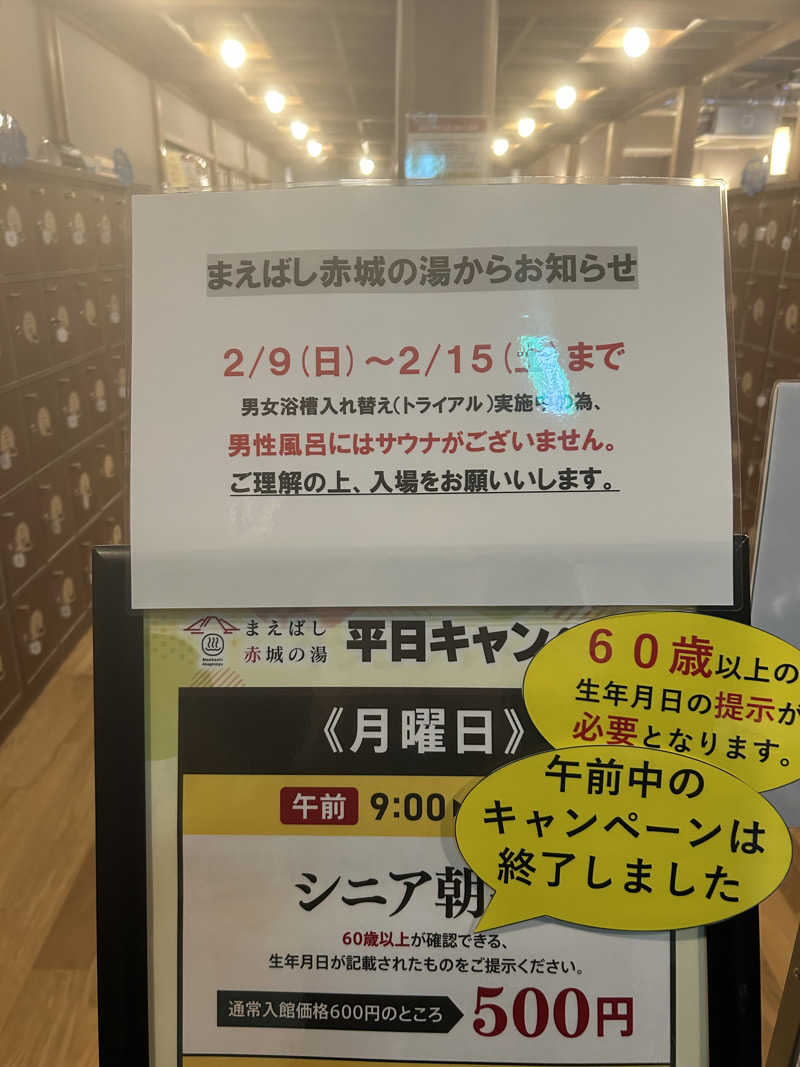 まえばし赤城の湯からお知らせ
2/9(日)～2/15(土)まで
男女浴槽入れ替え(トライアル)実施中の為、
男性風呂にはサウナがございません。
ご理解の上、入場をお願いいします。
まえばし
赤城の湯
平日キャン
60歳以上の
生年月日の提示が
必要となります。
《月曜日》
午前 9:00
午前中の
キャンペーンは
終了しました
シニア朝
60歳以上が確認できる、
生年月日が記載されたものをご提示ください。
通常入館価格600円のところ 500円